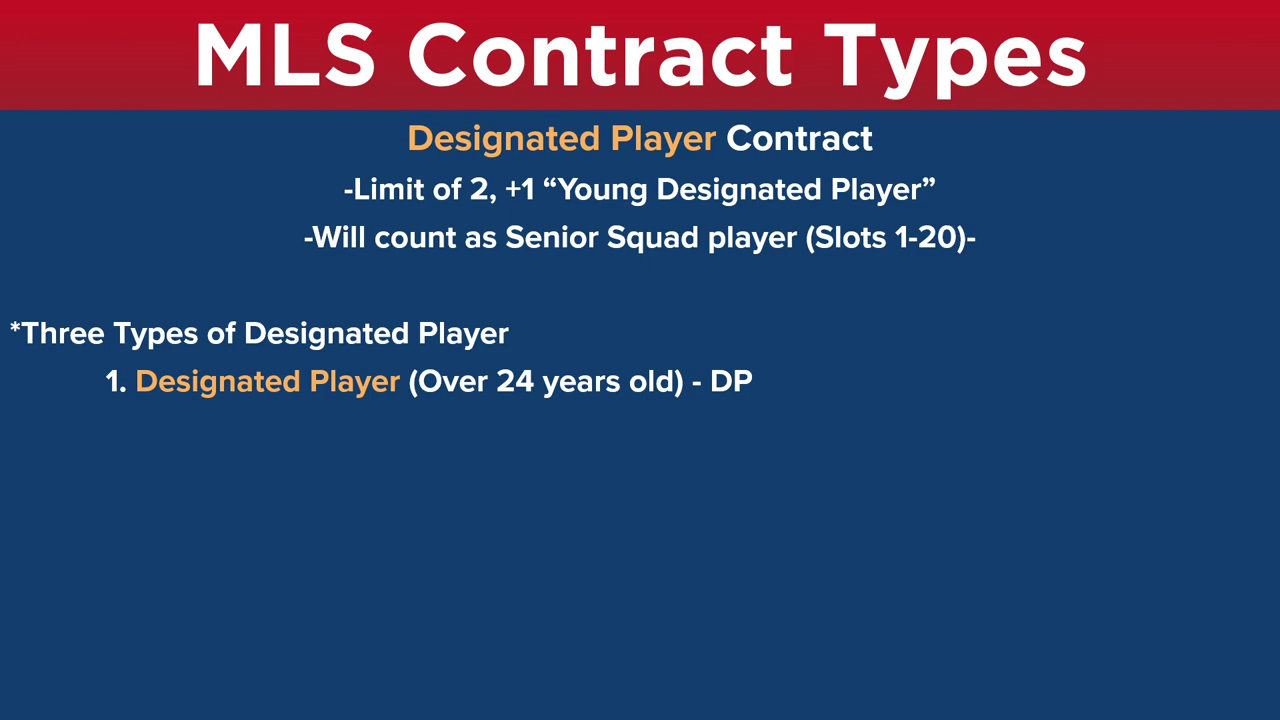 MLS Contract Types
Designated Player Contract
-Limit of 2, +1 “Young Designated Player”
-Will count as Senior Squad player (Slots 1-20)-
*Three Types of Designated Player
1. Designated Player (Over 24 years old) - DP